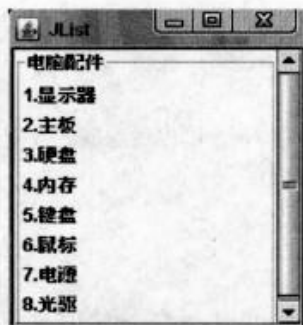 JList
电脑配件
1.显示器
2.主板
3.硬盘
4.内存
5.键盘
6.鼠标
7.电源
8.光驱